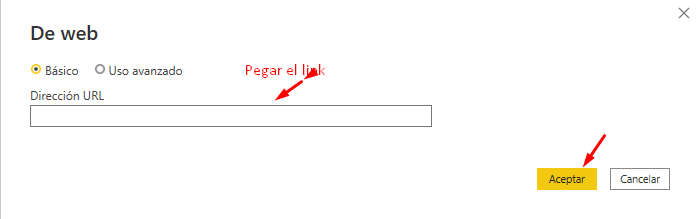 De web
Básico Uso avanzado
Pegar el link
Dirección URL
Aceptar Cancelar